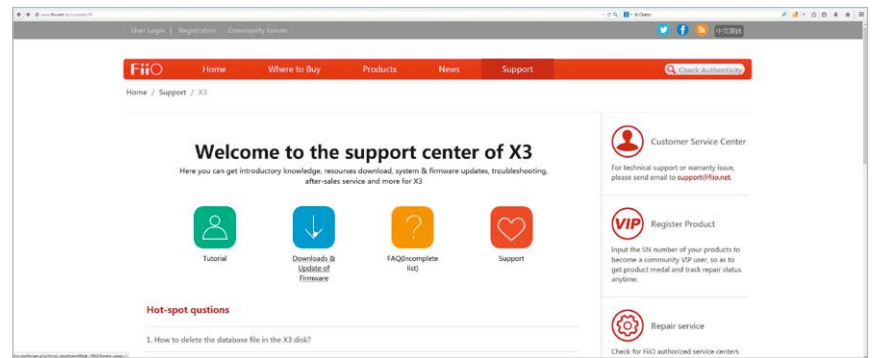 User Login | Registration Community Forum
中文简体
FiiO Home Where to Buy Products News Support Check Authenticity
Home / Support / X3
Welcome to the support center of X3
Here you can get introductory knowledge, resourses download, system & firmware updates, troubleshooting,
after-sales service and more for X3
Tutorial
Downloads &
Update of
Firmware
FAQ(Incomplete
list)
Support
Hot-spot qustions
1. How to delete the database file in the X3 disk?
Customer Service Center
For technical support or warranty issue,
please send email to support@fiio.net.
VIP Register Product
Input the SN number of your products to
become a community VIP user, so as to
get product medal and track repair status
anytime.
Repair service
Check for FiiO authorized service centers